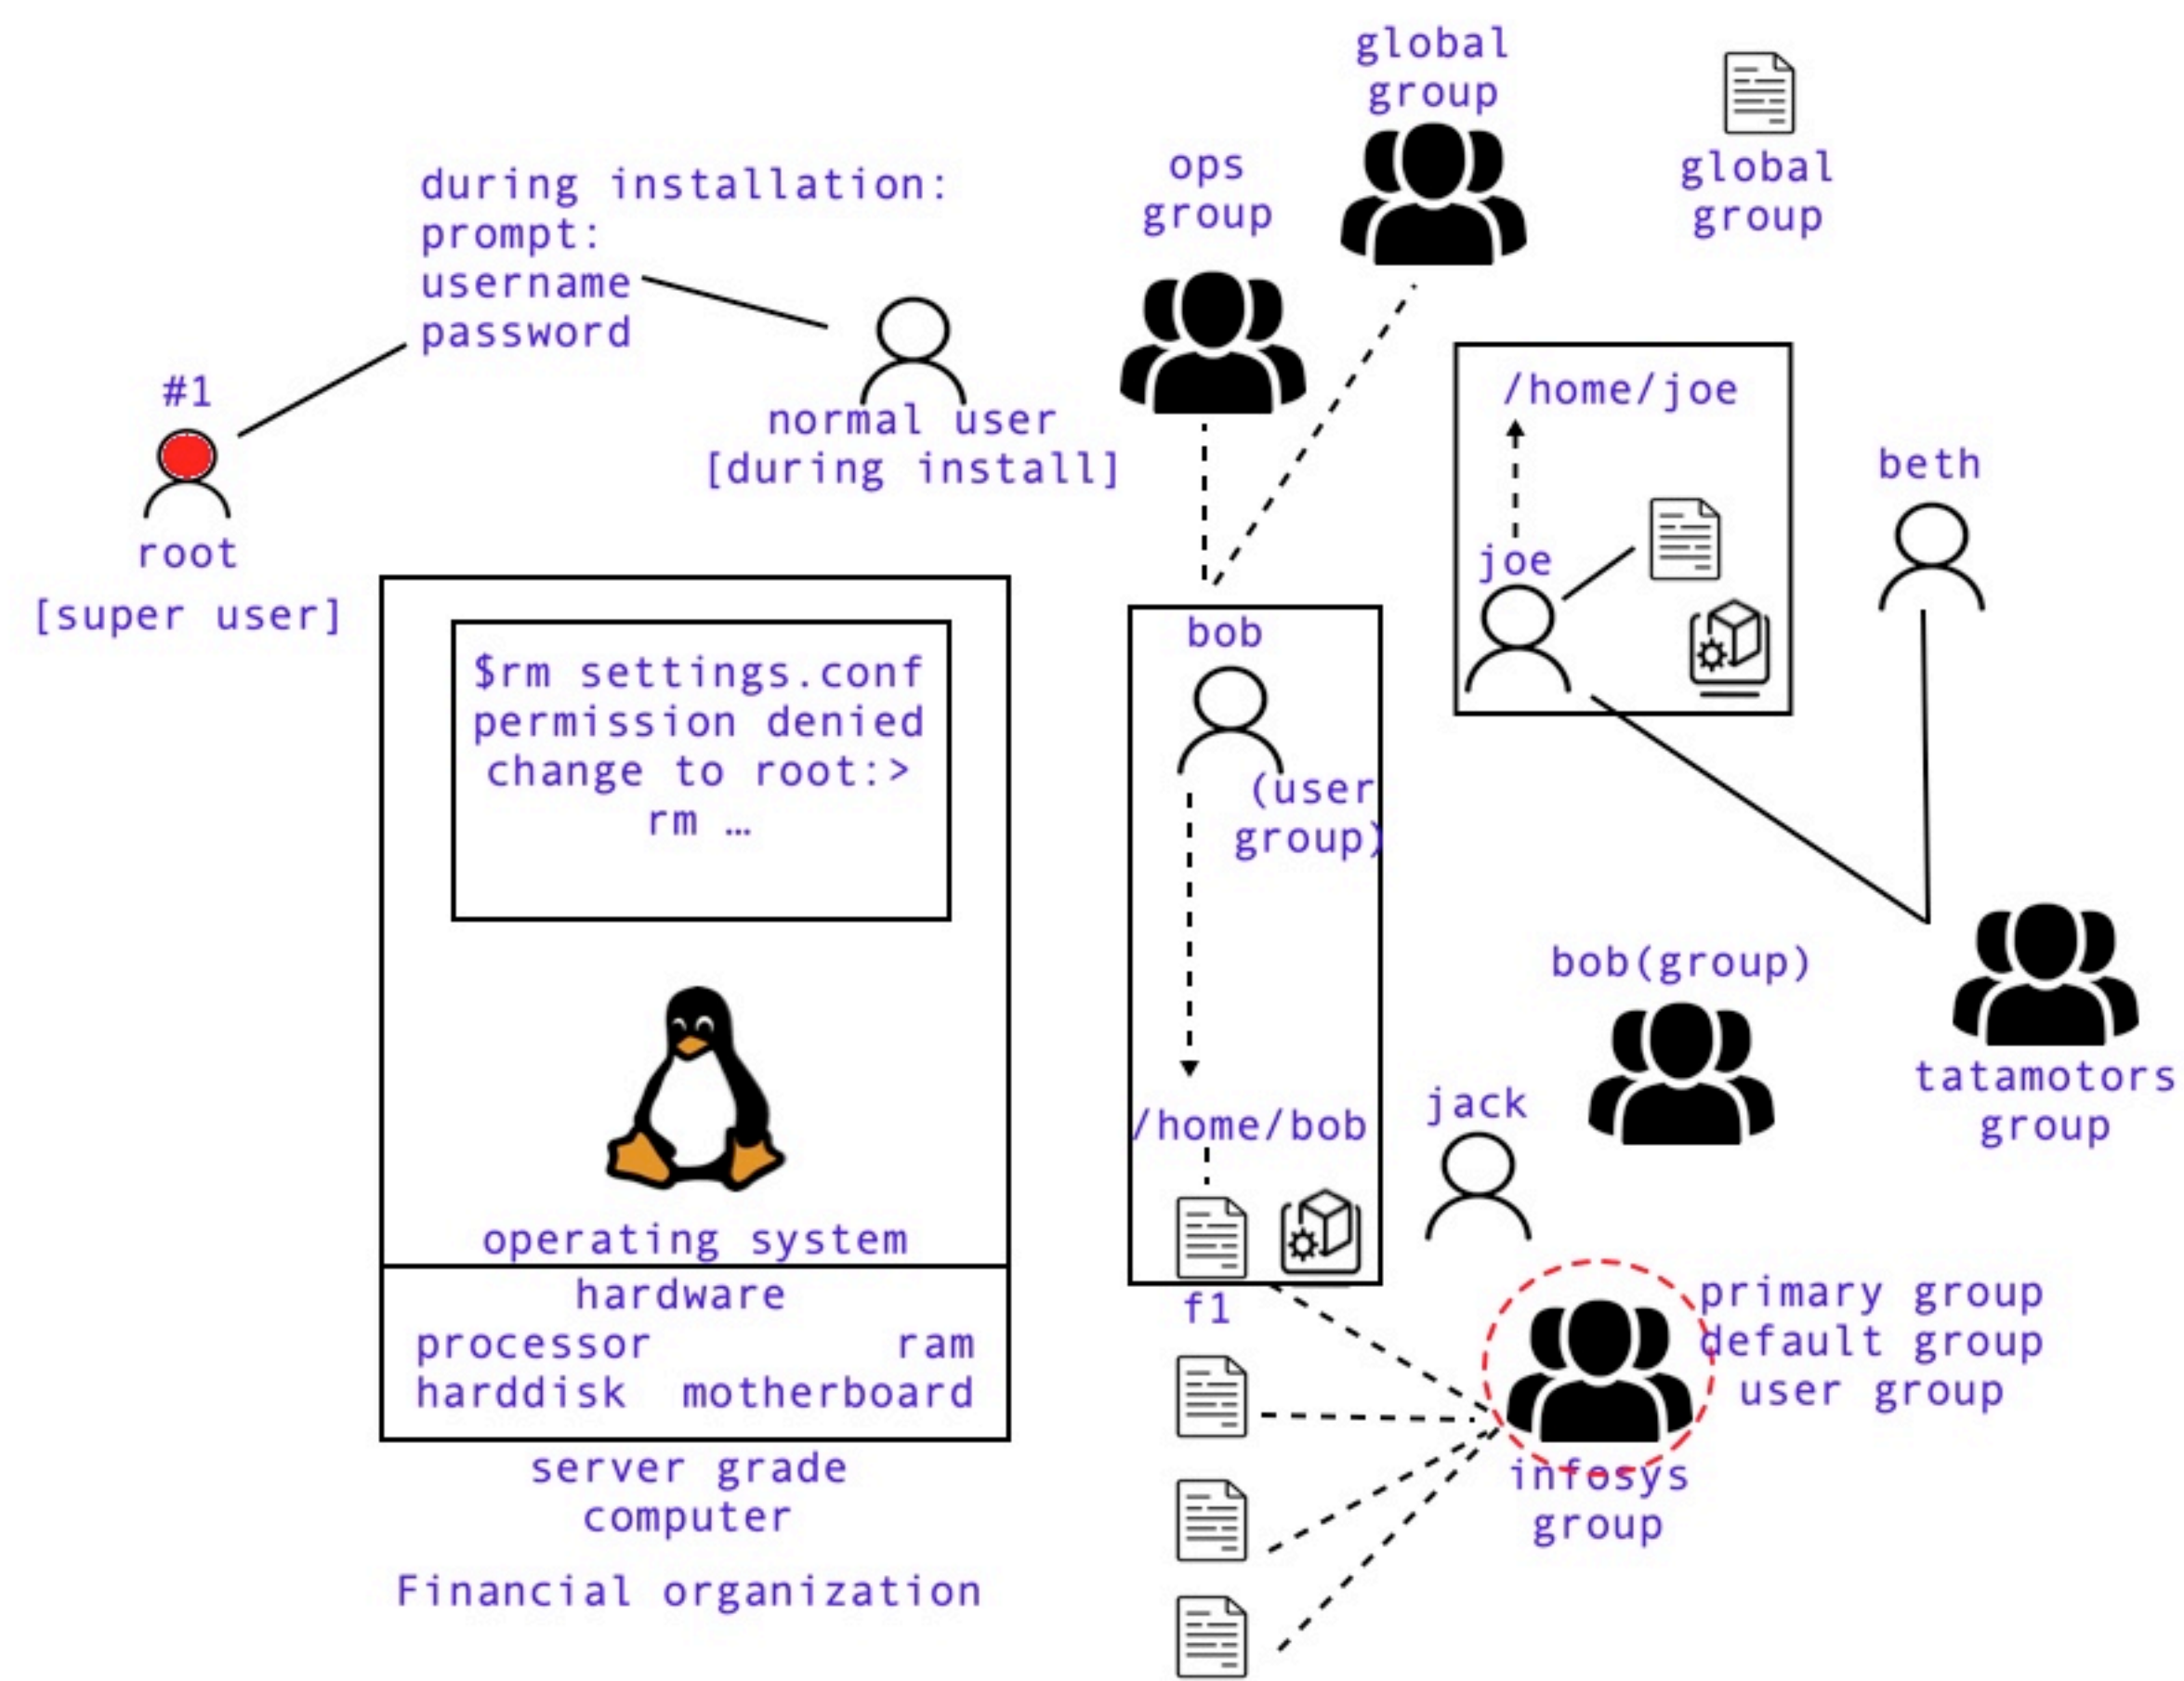 during installation:
prompt:
username
password
#1
root
[super user]
normal user
[during install]
$rm settings.conf
permission denied
change to root:>
rm …
operating system
hardware
processor ram
harddisk motherboard
server grade
computer
Financial organization
ops
group
global
group
global
group
bob
(user
group)
/home/bob
f1
/home/joe
joe
beth
bob(group)
tatamotors
group
jack
primary group
default group
user group
infosys
group